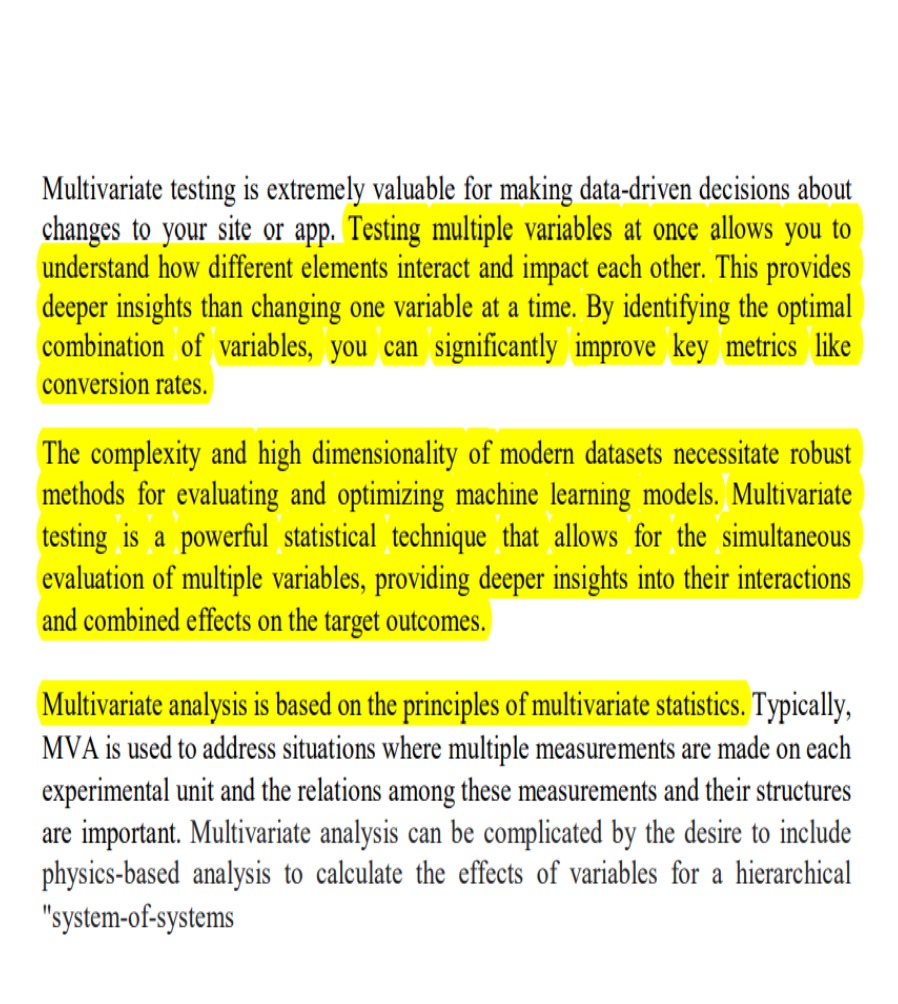 Multivariate testing is extremely valuable for making data-driven decisions about
changes to your site or app. Testing multiple variables at once allows you to
understand how different elements interact and impact each other. This provides
deeper insights than changing one variable at a time. By identifying the optimal
combination of variables, you can significantly improve key metrics like
conversion rates.
The complexity and high dimensionality of modern datasets necessitate robust
methods for evaluating and optimizing machine learning models. Multivariate
testing is a powerful statistical technique that allows for the simultaneous
evaluation of multiple variables, providing deeper insights into their interactions
and combined effects on the target outcomes.
Multivariate analysis is based on the principles of multivariate statistics. Typically,
MVA is used to address situations where multiple measurements are made on each
experimental unit and the relations among these measurements and their structures
are important. Multivariate analysis can be complicated by the desire to include
physics-based analysis to calculate the effects of variables for a hierarchical
"system-of-systems